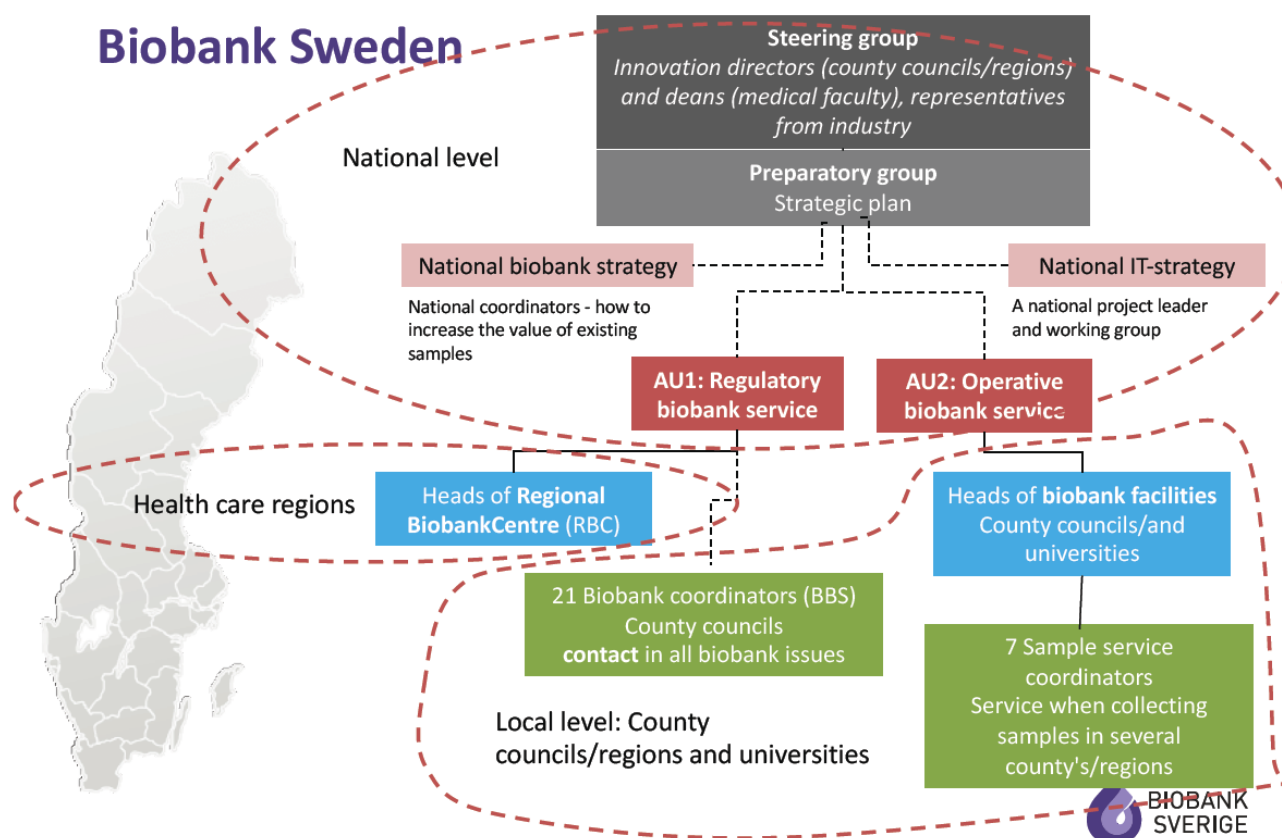 Biobank Sweden
Steering group
Innovation directors (county councils/regions)
and deans (medical faculty), representatives
from industry
National level
Preparatory group
Strategic plan
National biobank strategy
National IT-strategy
National coordinators - how to
increase the value of existing
samples
A national project leader
and working group
AU1: Regulatory
biobank service
AU2: Operative
biobank service
Health care regions
Heads of Regional
BiobankCentre (RBC)
Heads of biobank facilities
County councils/and
universities
21 Biobank coordinators (BBS)
County councils
contact in all biobank issues
7 Sample service
coordinators
Service when collecting
samples in several
county's/regions
Local level: County
councils/regions and universities
BIOBANK
SVERIGE